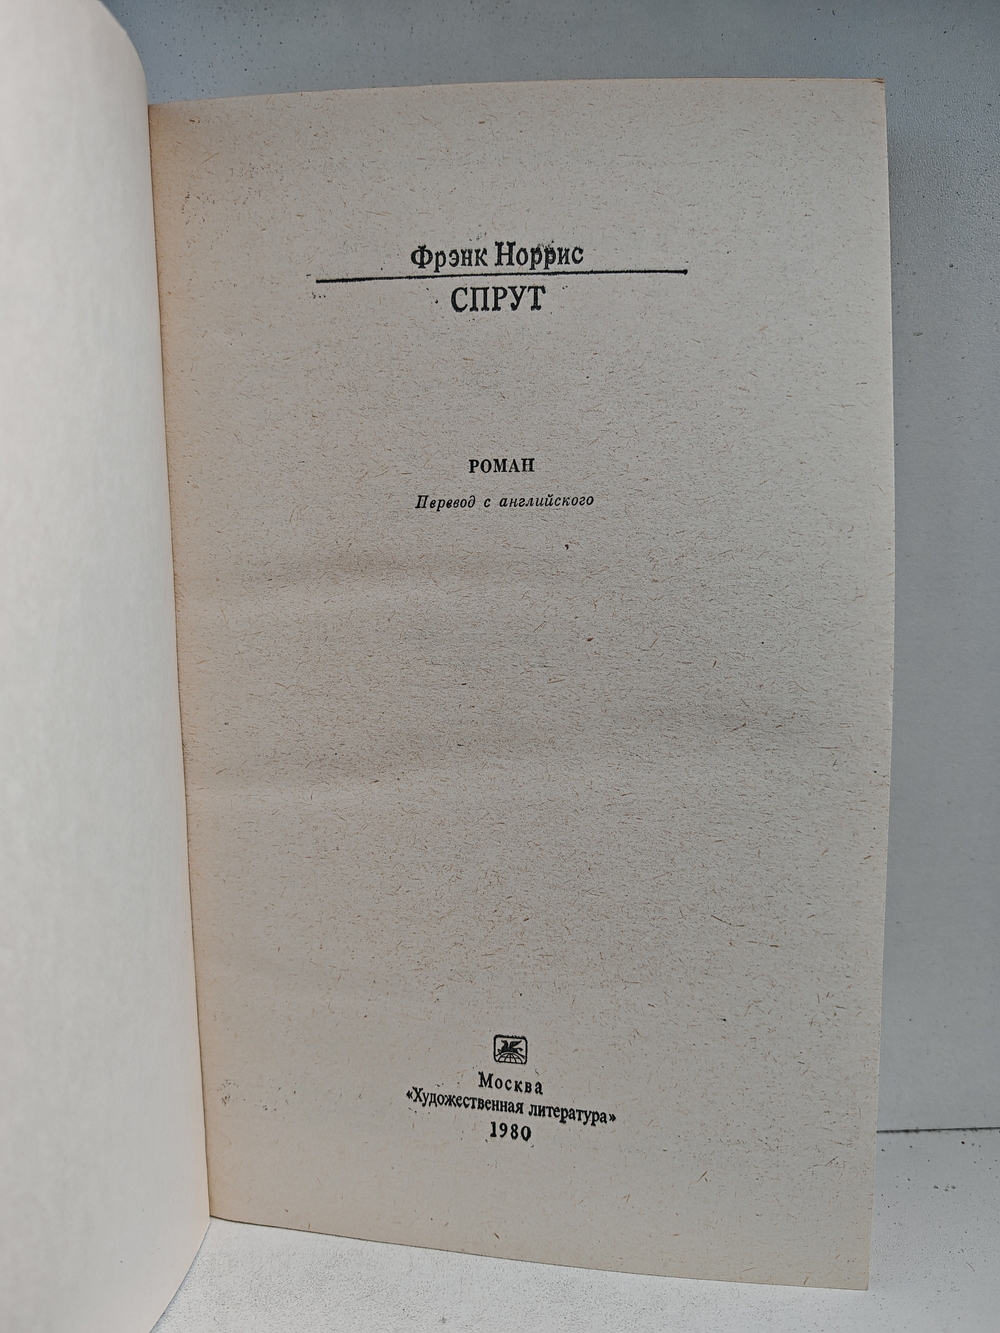 Фрэнк Норрис
СПРУТ
РОМАН
Перевод с английского
Москва
«Художественная литература»
1980